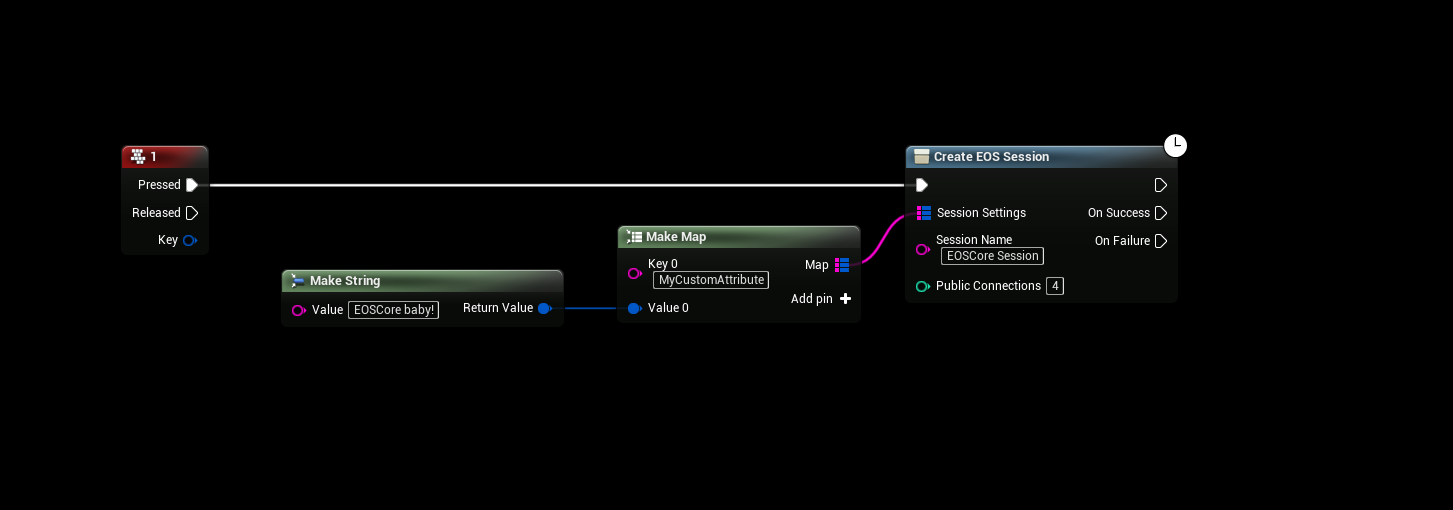 1
Pressed
Released
Key
Make String
Value EOSCore baby! Return Value
Make Map
Key 0
MyCustomAttribute
Map
Add pin
Value 0
Create EOS Session
Session Settings On Success
Session Name On Failure
EOSCore Session
Public Connections 4